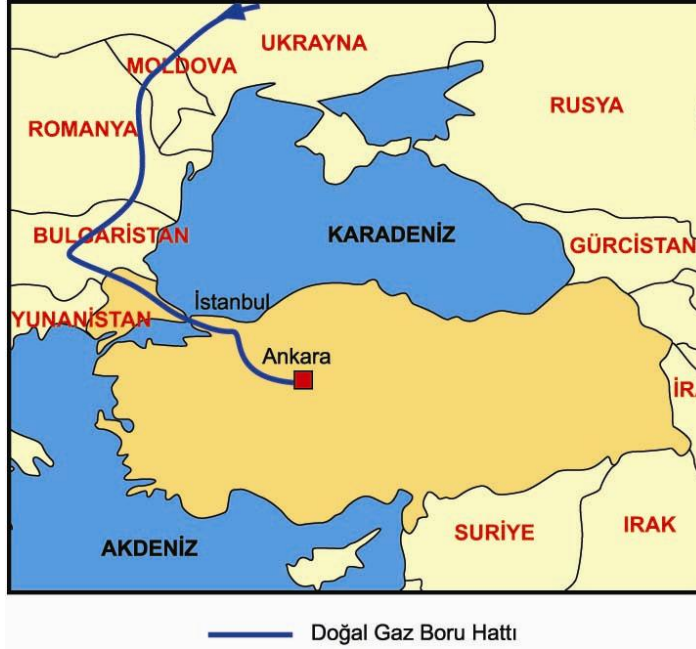 UKRAYNA
MOLDOVA
RUSYA
ROMANYA
BULGARİSTAN
KARADENİZ
GÜRCİSTAN
İstanbul
YUNANİSTAN
Ankara
İRA
SURİYE
IRAK
AKDENİZ
Doğal Gaz Boru Hattı